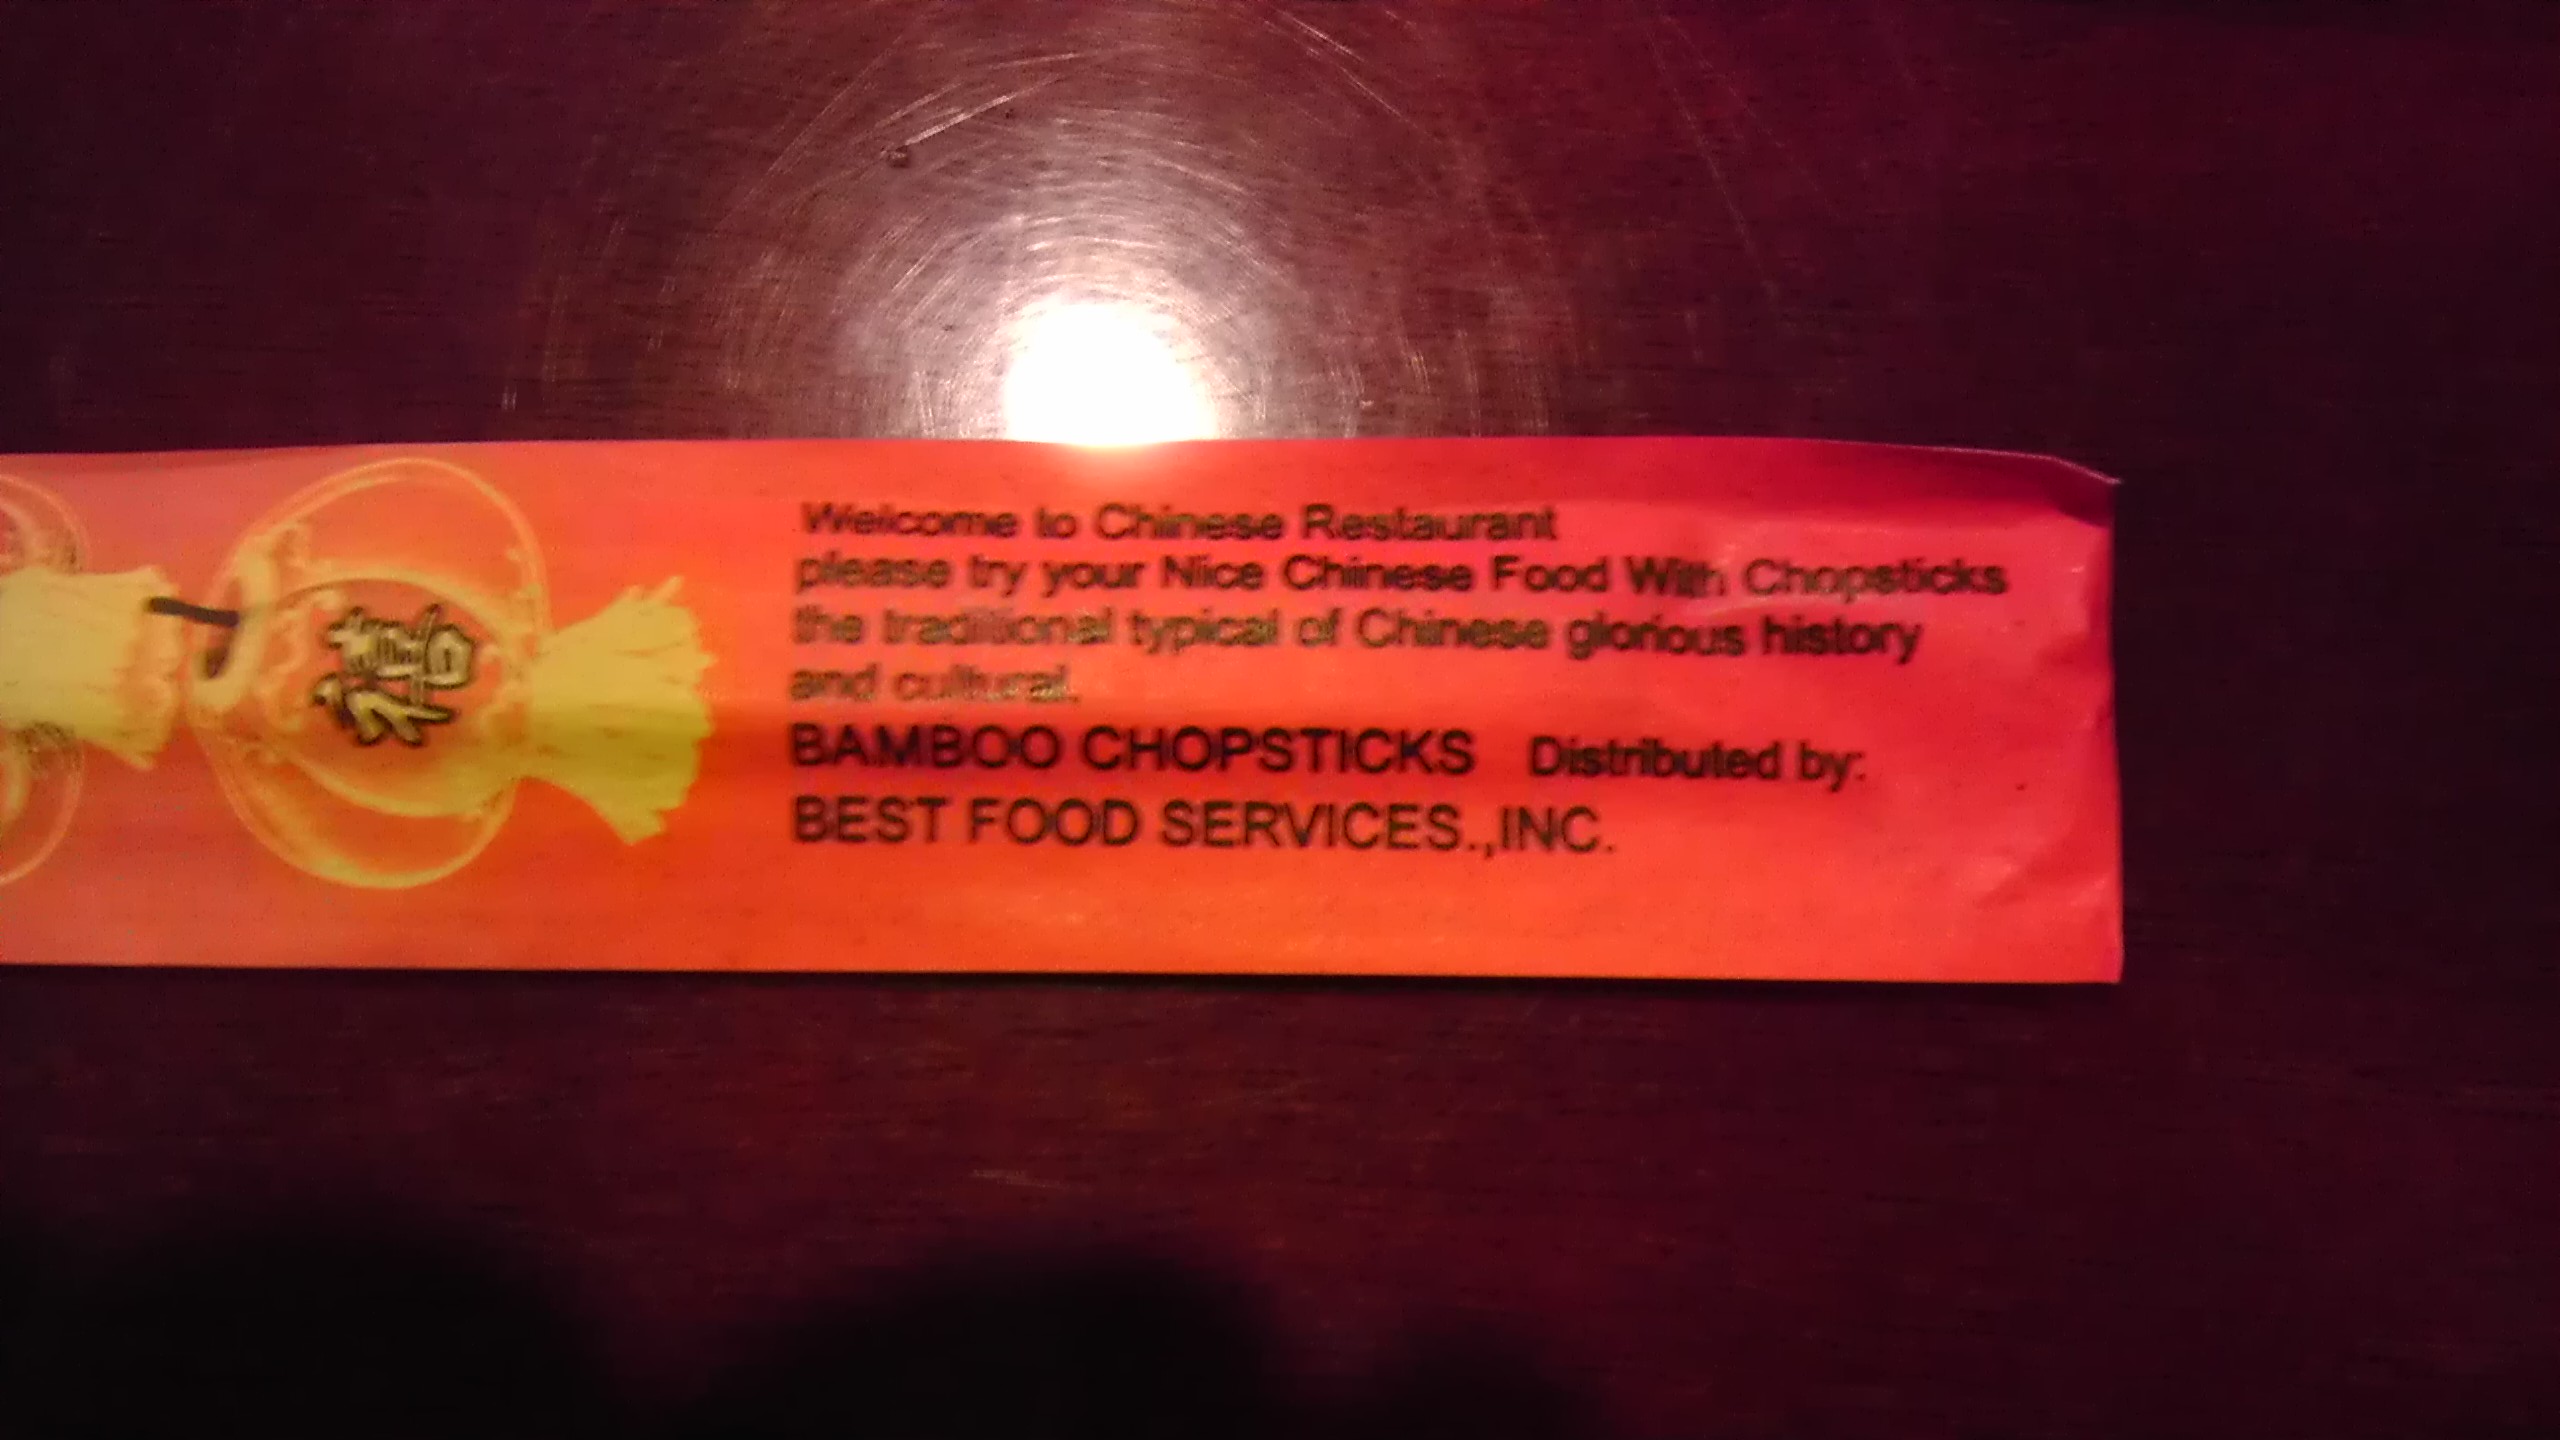 Welcome to Chinese Restaurant
please try your Nice Chinese Food With Chopsticks
the traditional typical of Chinese glorious history
and cultural.
BAMBOO CHOPSTICKS Distributed by:
BEST FOOD SERVICES.,INC.